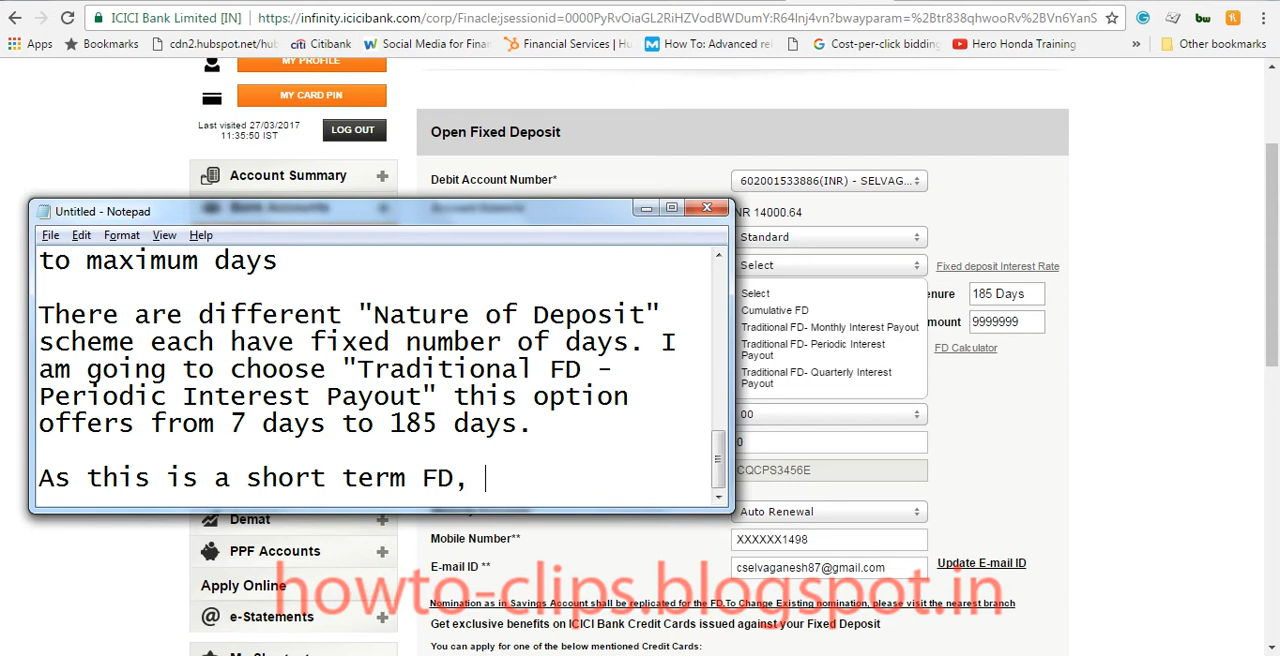 ICICI Bank Limited [IN]
https://infinity.icicibank.com/corp/Finacle;jsessionid=0000PyRvOiaGL2RiHZVodBWDumY:R64Inj4vn?bwayparam=%2Btr838qhwooRv%2BVn6YanS
Apps
Bookmarks
cdn2.hubspot.net/hub
Citibank
Social Media for Finan
Financial Services | Hu
How To: Advanced rel
Cost-per-click bidding
Hero Honda Training
»
Other bookmarks
MY PROFILE
MY CARD PIN
Last visited 27/03/2017
11:35:50 IST
LOG OUT
Account Summary
Open Fixed Deposit
Debit Account Number*
602001533886(INR) - SELVAG...
NR 14000.64
Standard
Select
Fixed deposit Interest Rate
Select
Cumulative FD
Traditional FD- Monthly Interest Payout
Traditional FD- Periodic Interest
Payout
Traditional FD- Quarterly Interest
Payout
enure
185 Days
mount
9999999
FD Calculator
00
0
CQCPS3456E
Auto Renewal
Untitled - Notepad
File Edit Format View Help
to maximum days
There are different "Nature of Deposit"
scheme each have fixed number of days. I
am going to choose "Traditional FD -
Periodic Interest Payout" this option
offers from 7 days to 185 days.
As this is a short term FD,
Demat
PPF Accounts
Apply Online
e-Statements
Mobile Number**
XXXXXX1498
E-mail ID **
cselvaganesh87@gmail.com
Update E-mail ID
howto-clips.blogspot.in
Nomination as in Savings Account shall be replicated for the FD.To Change Existing nomination, please visit the nearest branch
Get exclusive benefits on ICICI Bank Credit Cards issued against your Fixed Deposit
You can apply for one of the below mentioned Credit Cards: